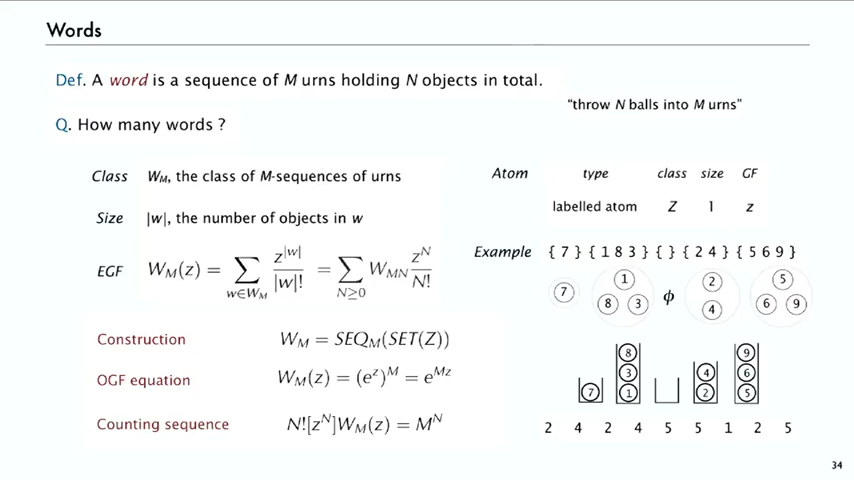 Words
Def. A word is a sequence of M urns holding N objects in total.
"throw N balls into M urns"
Q. How many words ?
Class W_M, the class of M-sequences of urns
Size |w|, the number of objects in w
EGF W_M(z) = ∑_{w∈W_M} z^{|w|}/|w|! = ∑_{N≥0} W_{MN} z^N/N!
Atom type class size GF
labelled atom Z 1 z
Example { 7 } { 1 8 3 } { } { 2 4 } { 5 6 9 }
7 1 8 3 ϕ 2 4 5 6 9
Construction W_M = SEQ_M(SET(Z))
OGF equation W_M(z) = (e^z)^M = e^{Mz}
Counting sequence N![z^N]W_M(z) = M^N
8 9
3 4 6
7 1 2 5
2 4 2 4 5 5 1 2 5
34